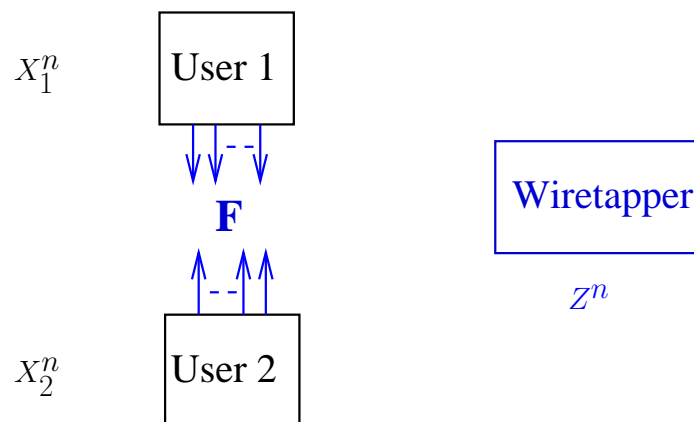 X_1^n
User 1
Wiretapper
F
Z^n
X_2^n
User 2